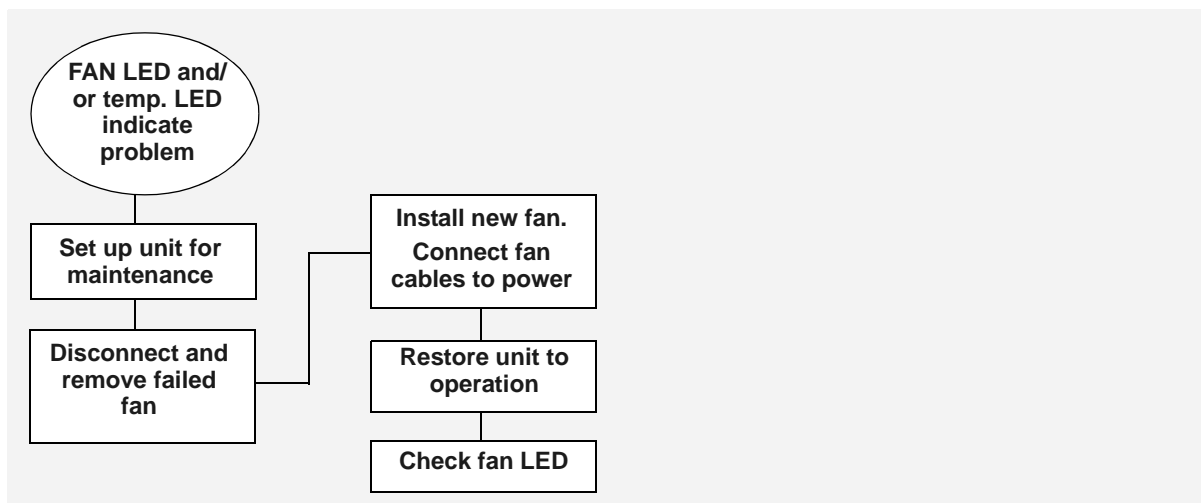 FAN LED and/
or temp. LED
indicate
problem
Set up unit for
maintenance
Disconnect and
remove failed
fan
Install new fan.
Connect fan
cables to power
Restore unit to
operation
Check fan LED